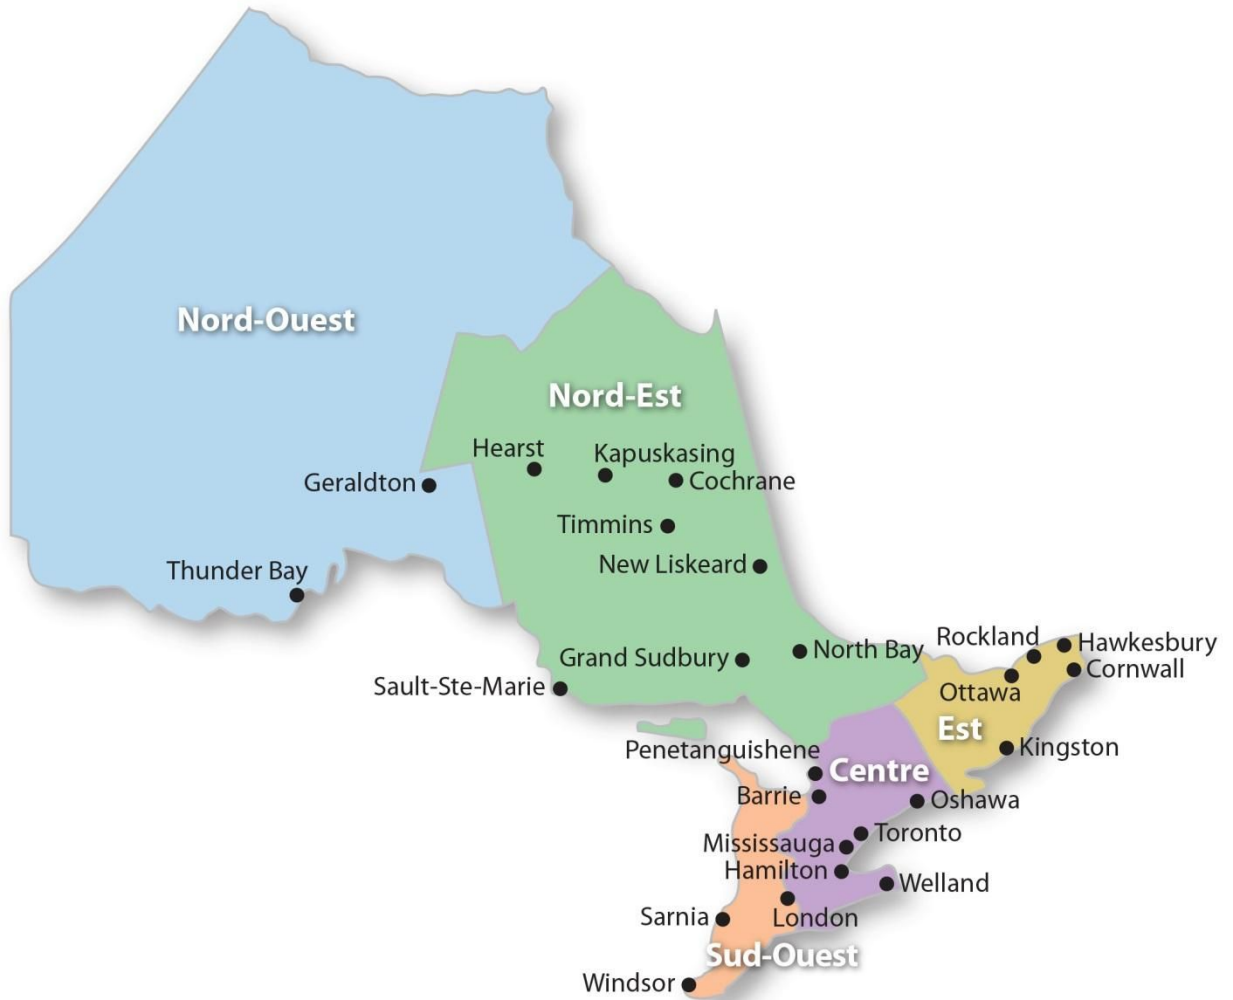 Nord-Ouest
Nord-Est
Hearst
Kapuskasing
Geraldton
Cochrane
Timmins
New Liskeard
Thunder Bay
Rockland
Hawkesbury
North Bay
Grand Sudbury
Cornwall
Sault-Ste-Marie
Ottawa
Est
Kingston
Penetanguishene
Centre
Barrie
Oshawa
Toronto
Mississauga
Hamilton
Welland
Sarnia
London
Sud-Ouest
Windsor